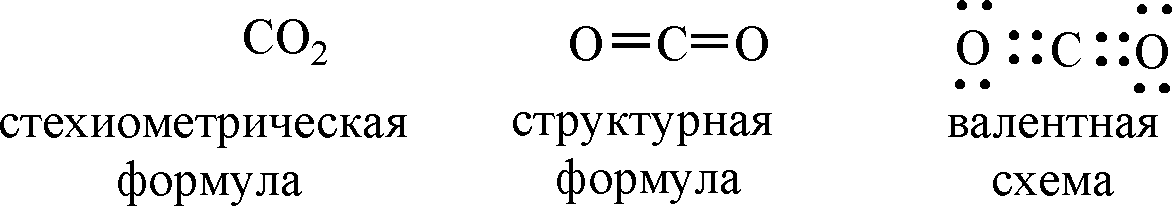 CO₂ O=C=O O::C::O
стехиометрическая структурная валентная
формула формула схема